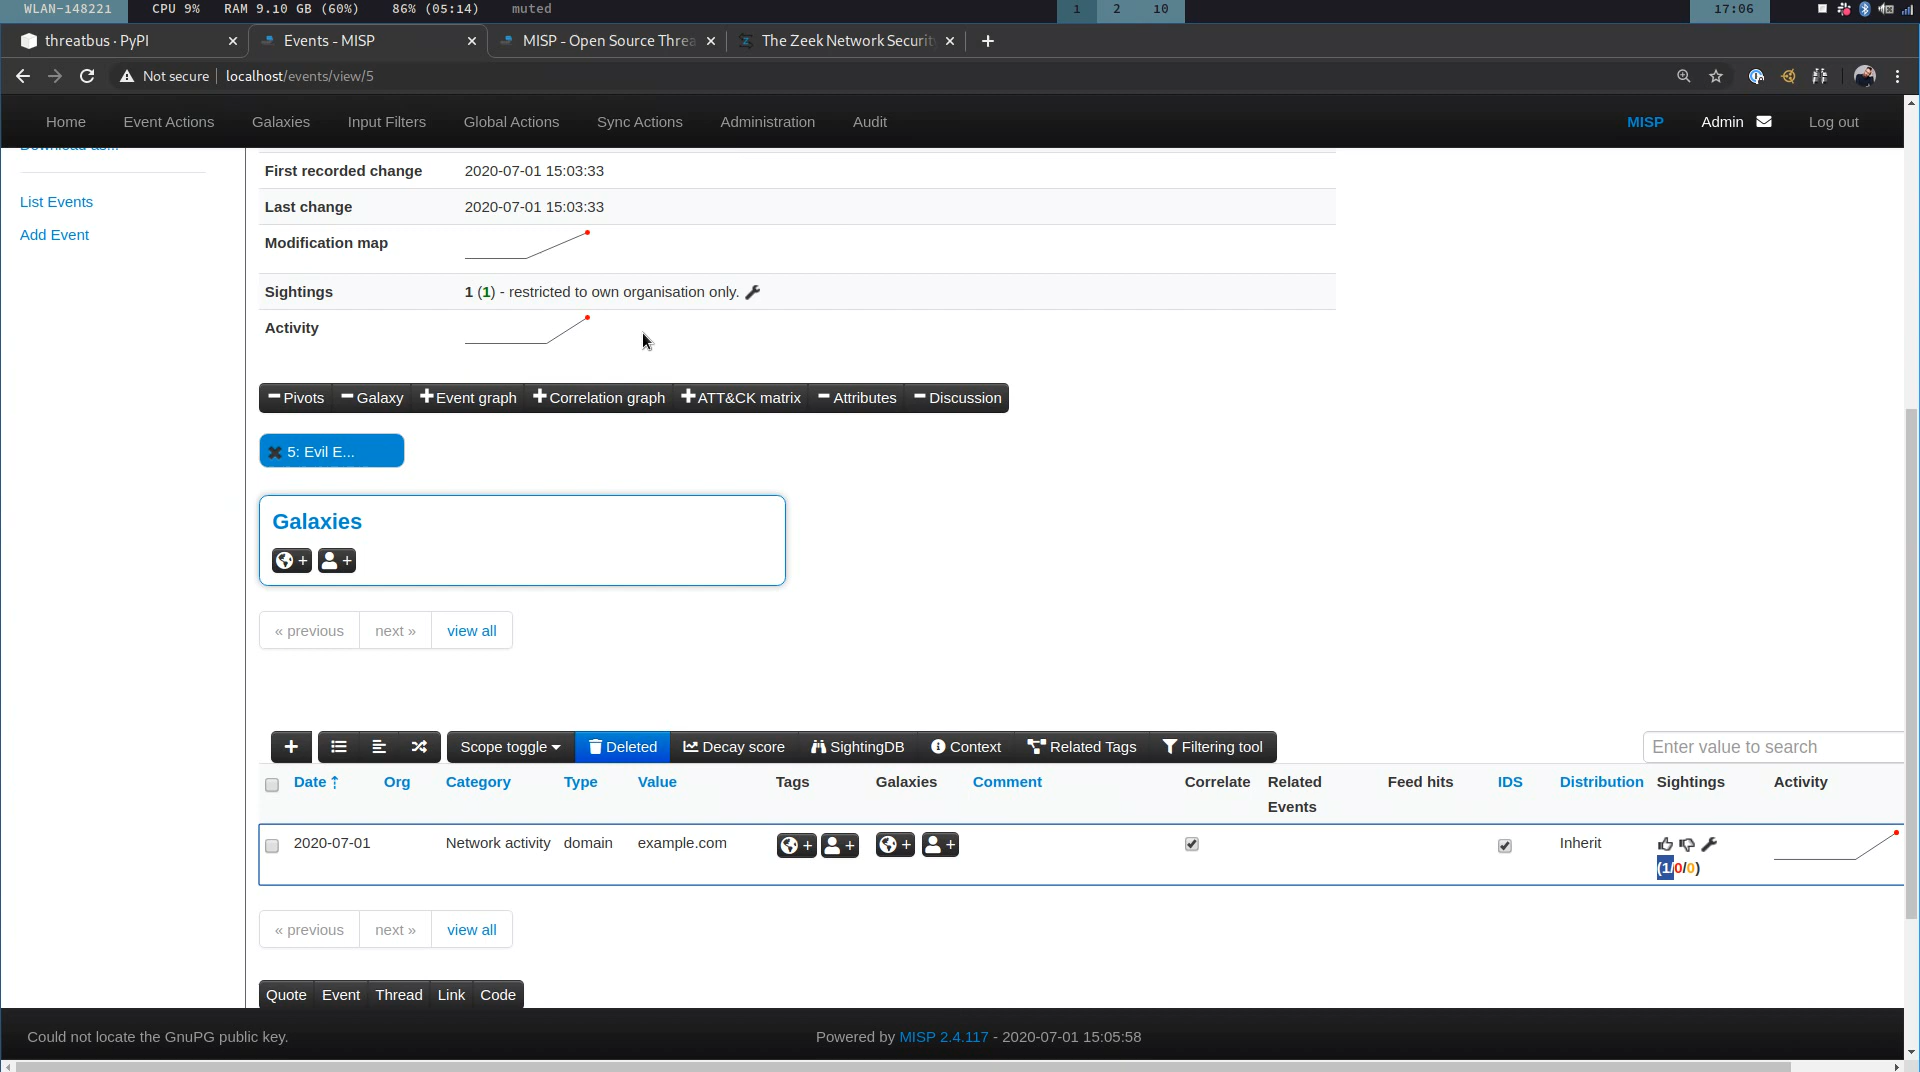 WLAN-14822i CPU 9% RAM 9.10 GB (60%) 86% (05:14) muted 1 2 10 17:06
threatbus · PyPI Events - MISP MISP - Open Source Threa The Zeek Network Securit
Not secure localhost/events/view/5
Home Event Actions Galaxies Input Filters Global Actions Sync Actions Administration Audit MISP Admin Log out
Download as...
First recorded change 2020-07-01 15:03:33
List Events
Last change 2020-07-01 15:03:33
Add Event
Modification map
Sightings 1 (1) - restricted to own organisation only.
Activity
Pivots Galaxy Event graph Correlation graph ATT&CK matrix Attributes Discussion
5: Evil E...
Galaxies
+ +
« previous next » view all
+ Scope toggle Deleted Decay score SightingDB Context Related Tags Filtering tool Enter value to search
Date Org Category Type Value Tags Galaxies Comment Correlate Related Events Feed hits IDS Distribution Sightings Activity
2020-07-01 Network activity domain example.com + + + + Inherit
(1/0/0)
« previous next » view all
Quote Event Thread Link Code
Could not locate the GnuPG public key. Powered by MISP 2.4.117 - 2020-07-01 15:05:58